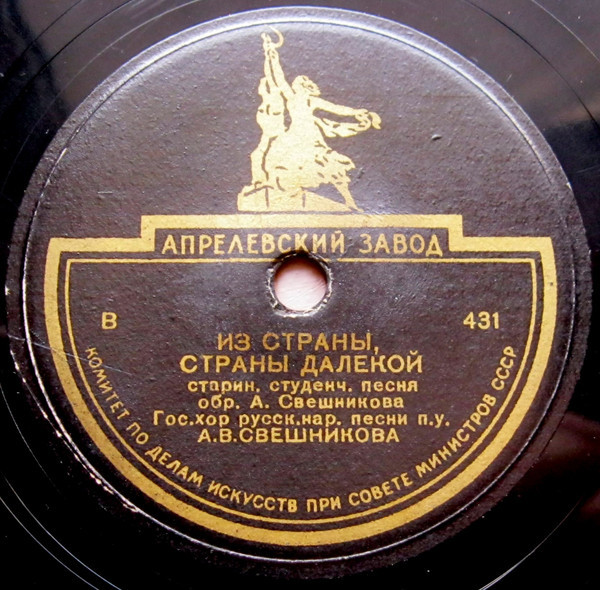 АПРЕЛЕВСКИЙ ЗАВОД
В 431
ИЗ СТРАНЫ,
СТРАНЫ ДАЛЕКОЙ
старин. студенч. песня
обр. А. Свешникова
Гос.хор русск.нар. песни п.у.
А.В.СВЕШНИКОВА
КОМИТЕТ ПО ДЕЛАМ ИСКУССТВ ПРИ СОВЕТЕ МИНИСТРОВ СССР